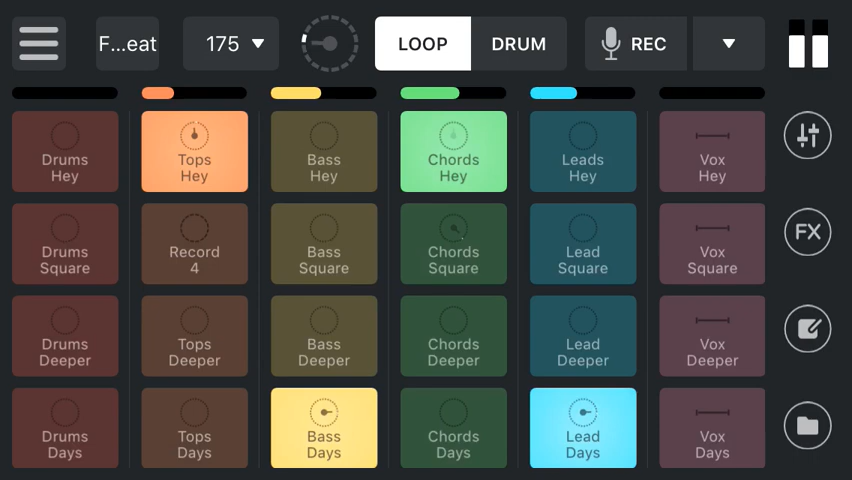 F...eat
175
LOOP
DRUM
REC
Drums
Hey
Tops
Hey
Bass
Hey
Chords
Hey
Leads
Hey
Vox
Hey
Drums
Square
Record
4
Bass
Square
Chords
Square
Lead
Square
Vox
Square
FX
Drums
Deeper
Tops
Deeper
Bass
Deeper
Chords
Deeper
Lead
Deeper
Vox
Deeper
Drums
Days
Tops
Days
Bass
Days
Chords
Days
Lead
Days
Vox
Days